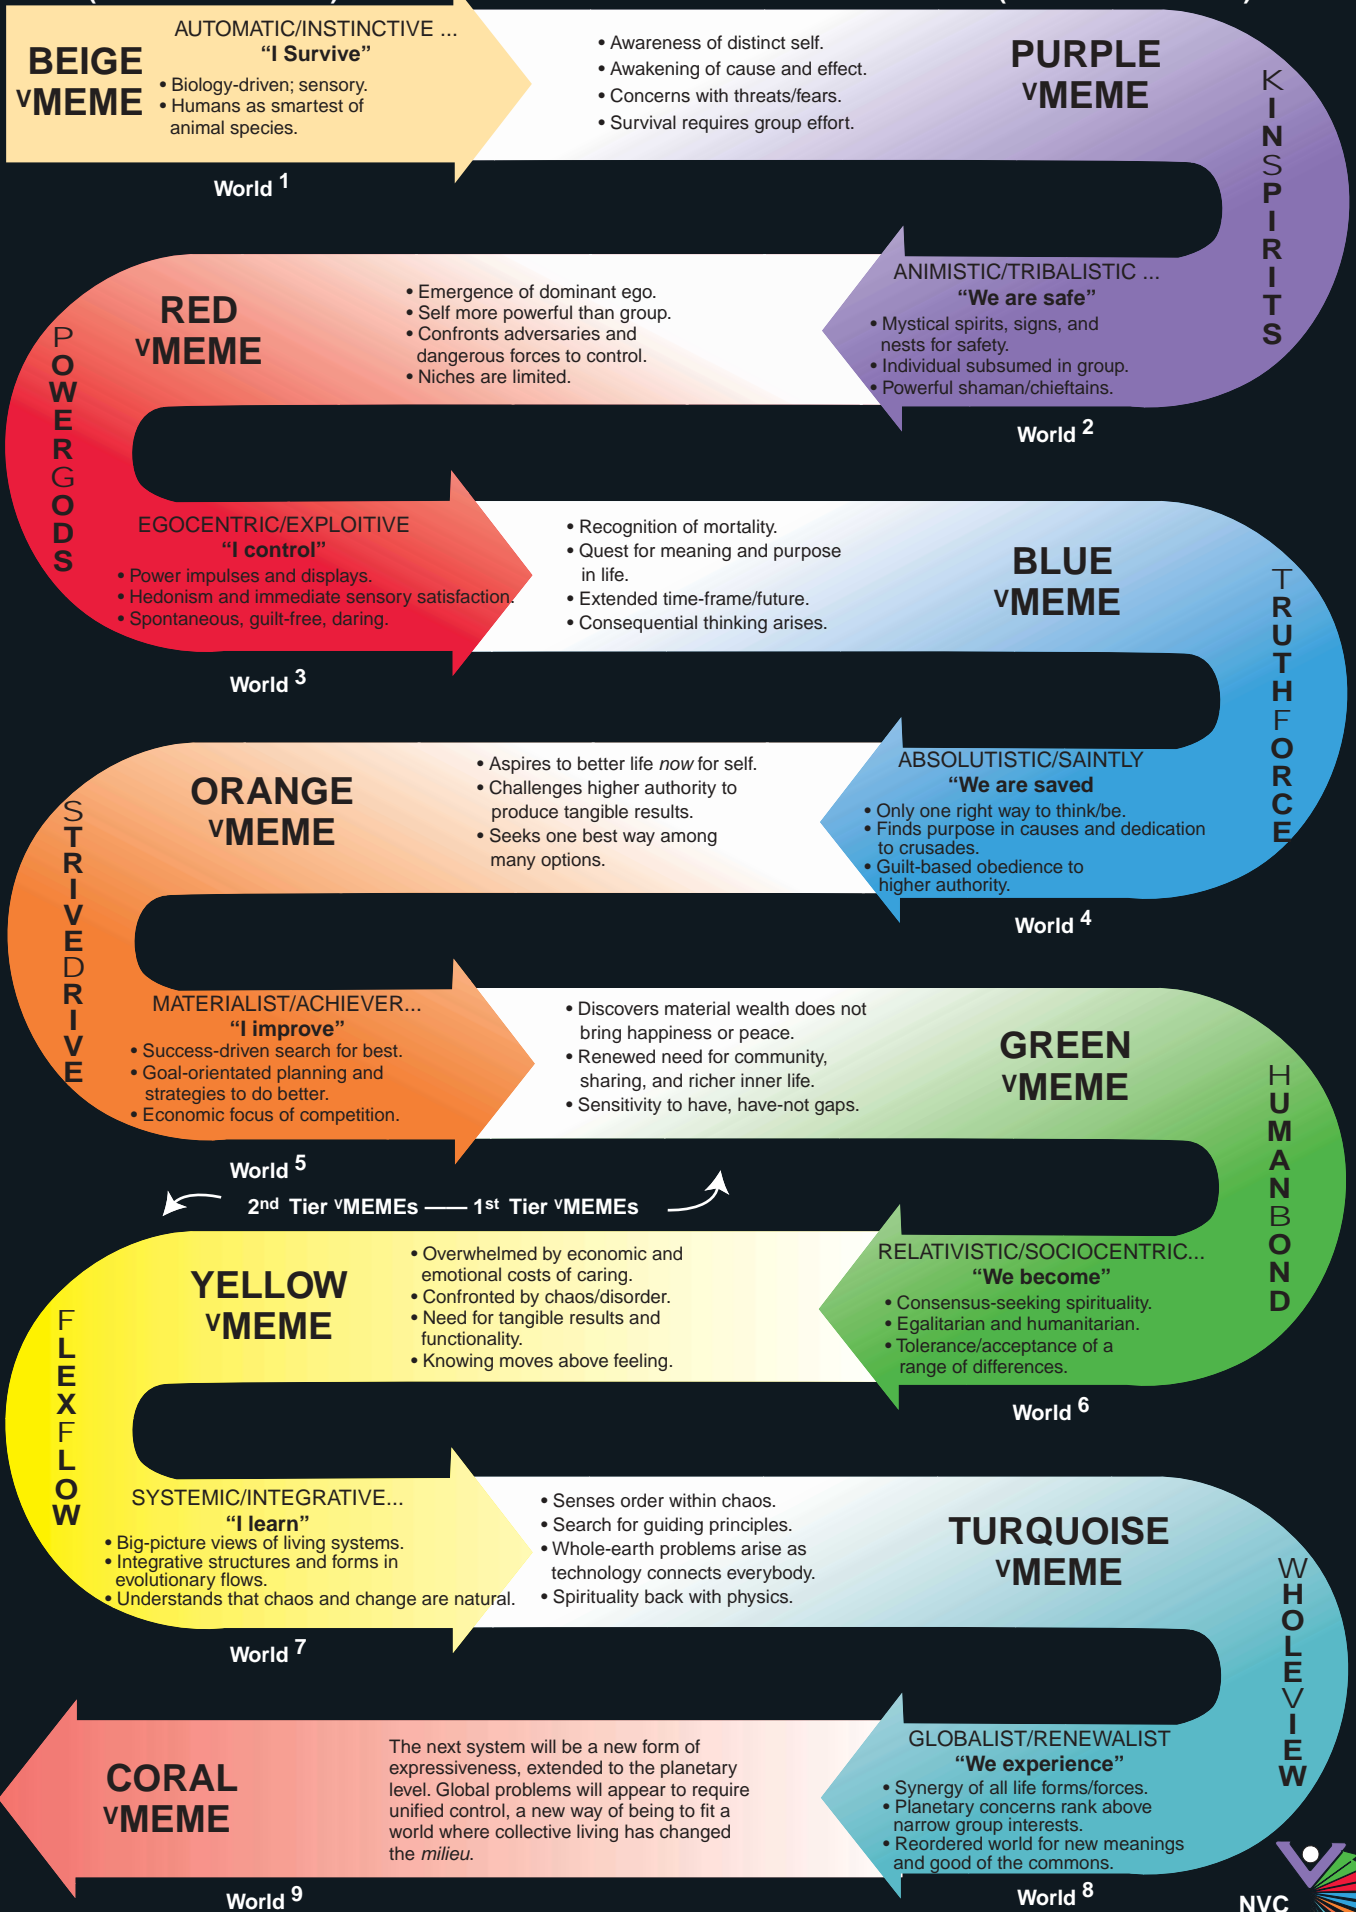 BEIGE
VMEME
AUTOMATIC/INSTINCTIVE ...
“I Survive”
• Biology-driven; sensory.
• Humans as smartest of
animal species.
World 1
• Awareness of distinct self.
• Awakening of cause and effect.
• Concerns with threats/fears.
• Survival requires group effort.
PURPLE
VMEME
KINSPIRITS
ANIMISTIC/TRIBALISTIC ...
“We are safe”
• Mystical spirits, signs, and
nests for safety.
• Individual subsumed in group.
• Powerful shaman/chieftains.
World 2
• Emergence of dominant ego.
• Self more powerful than group.
• Confronts adversaries and
dangerous forces to control.
• Niches are limited.
RED
VMEME
POWERGODS
EGOCENTRIC/EXPLOITIVE
“I control”
• Power impulses and displays.
• Hedonism and immediate sensory satisfaction.
• Spontaneous, guilt-free, daring.
World 3
• Recognition of mortality.
• Quest for meaning and purpose
in life.
• Extended time-frame/future.
• Consequential thinking arises.
BLUE
VMEME
TRUTHFORCE
ABSOLUTISTIC/SAINTLY
“We are saved
• Only one right way to think/be.
• Finds purpose in causes and dedication
to crusades.
• Guilt-based obedience to
higher authority.
World 4
• Aspires to better life now for self.
• Challenges higher authority to
produce tangible results.
• Seeks one best way among
many options.
ORANGE
VMEME
STRIVEDRIVE
MATERIALIST/ACHIEVER...
“I improve”
• Success-driven search for best.
• Goal-orientated planning and
strategies to do better.
• Economic focus of competition.
World 5
• Discovers material wealth does not
bring happiness or peace.
• Renewed need for community,
sharing, and richer inner life.
• Sensitivity to have, have-not gaps.
GREEN
VMEME
HUMANBOND
2nd Tier VMEMEs —— 1st Tier VMEMEs
RELATIVISTIC/SOCIOCENTRIC...
“We become”
• Consensus-seeking spirituality.
• Egalitarian and humanitarian.
• Tolerance/acceptance of a
range of differences.
World 6
• Overwhelmed by economic and
emotional costs of caring.
• Confronted by chaos/disorder.
• Need for tangible results and
functionality.
• Knowing moves above feeling.
YELLOW
VMEME
FLEXFLOW
SYSTEMIC/INTEGRATIVE...
“I learn”
• Big-picture views of living systems.
• Integrative structures and forms in
evolutionary flows.
• Understands that chaos and change are natural.
World 7
• Senses order within chaos.
• Search for guiding principles.
• Whole-earth problems arise as
technology connects everybody.
• Spirituality back with physics.
TURQUOISE
VMEME
WHOLEVIEW
GLOBALIST/RENEWALIST
“We experience”
• Synergy of all life forms/forces.
• Planetary concerns rank above
narrow group interests.
• Reordered world for new meanings
and good of the commons.
World 8
The next system will be a new form of
expressiveness, extended to the planetary
level. Global problems will appear to require
unified control, a new way of being to fit a
world where collective living has changed
the milieu.
CORAL
VMEME
World 9
NVC